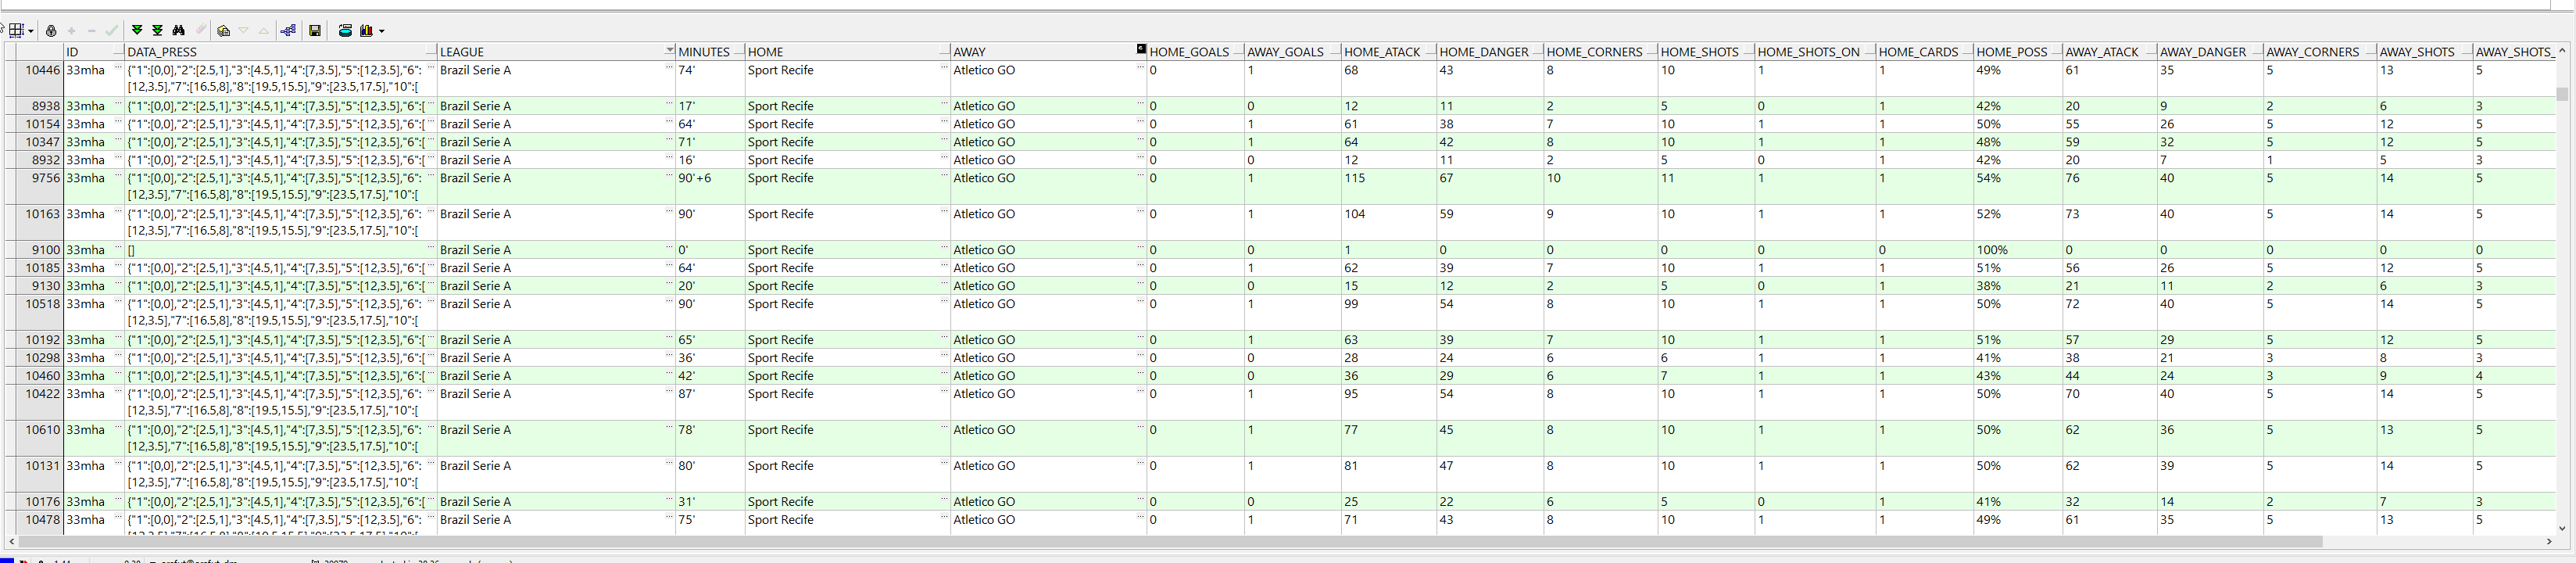 ID DATA_PRESS LEAGUE MINUTES HOME AWAY HOME_GOALS AWAY_GOALS HOME_ATACK HOME_DANGER HOME_CORNERS HOME_SHOTS HOME_SHOTS_ON HOME_CARDS HOME_POSS AWAY_ATACK AWAY_DANGER AWAY_CORNERS AWAY_SHOTS AWAY_SHOTS_
10446 33mha {"1":[0,0],"2":[2.5,1],"3":[4.5,1],"4":[7,3.5],"5":[12,3.5],"6": Brazil Serie A 74' Sport Recife Atletico GO 0 1 68 43 8 10 1 1 49% 61 35 5 13 5
[12,3.5],"7":[16.5,8],"8":[19.5,15.5],"9":[23.5,17.5],"10":[
8938 33mha {"1":[0,0],"2":[2.5,1],"3":[4.5,1],"4":[7,3.5],"5":[12,3.5],"6":[ Brazil Serie A 17' Sport Recife Atletico GO 0 0 12 11 2 5 0 1 42% 20 9 2 6 3
10154 33mha {"1":[0,0],"2":[2.5,1],"3":[4.5,1],"4":[7,3.5],"5":[12,3.5],"6":[ Brazil Serie A 64' Sport Recife Atletico GO 0 1 61 38 7 10 1 1 50% 55 26 5 12 5
10347 33mha {"1":[0,0],"2":[2.5,1],"3":[4.5,1],"4":[7,3.5],"5":[12,3.5],"6":[ Brazil Serie A 71' Sport Recife Atletico GO 0 1 64 42 8 10 1 1 48% 59 32 5 12 5
8932 33mha {"1":[0,0],"2":[2.5,1],"3":[4.5,1],"4":[7,3.5],"5":[12,3.5],"6":[ Brazil Serie A 16' Sport Recife Atletico GO 0 0 12 11 2 5 0 1 42% 20 7 1 5 3
9756 33mha {"1":[0,0],"2":[2.5,1],"3":[4.5,1],"4":[7,3.5],"5":[12,3.5],"6": Brazil Serie A 90'+6 Sport Recife Atletico GO 0 1 115 67 10 11 1 1 54% 76 40 5 14 5
[12,3.5],"7":[16.5,8],"8":[19.5,15.5],"9":[23.5,17.5],"10":[
10163 33mha {"1":[0,0],"2":[2.5,1],"3":[4.5,1],"4":[7,3.5],"5":[12,3.5],"6": Brazil Serie A 90' Sport Recife Atletico GO 0 1 104 59 9 10 1 1 52% 73 40 5 14 5
[12,3.5],"7":[16.5,8],"8":[19.5,15.5],"9":[23.5,17.5],"10":[
9100 33mha [] Brazil Serie A 0' Sport Recife Atletico GO 0 0 1 0 0 0 0 0 100% 0 0 0 0 0
10185 33mha {"1":[0,0],"2":[2.5,1],"3":[4.5,1],"4":[7,3.5],"5":[12,3.5],"6":[ Brazil Serie A 64' Sport Recife Atletico GO 0 1 62 39 7 10 1 1 51% 56 26 5 12 5
9130 33mha {"1":[0,0],"2":[2.5,1],"3":[4.5,1],"4":[7,3.5],"5":[12,3.5],"6":[ Brazil Serie A 20' Sport Recife Atletico GO 0 0 15 12 2 5 0 1 38% 21 11 2 6 3
10518 33mha {"1":[0,0],"2":[2.5,1],"3":[4.5,1],"4":[7,3.5],"5":[12,3.5],"6": Brazil Serie A 90' Sport Recife Atletico GO 0 1 99 54 8 10 1 1 50% 72 40 5 14 5
[12,3.5],"7":[16.5,8],"8":[19.5,15.5],"9":[23.5,17.5],"10":[
10192 33mha {"1":[0,0],"2":[2.5,1],"3":[4.5,1],"4":[7,3.5],"5":[12,3.5],"6":[ Brazil Serie A 65' Sport Recife Atletico GO 0 1 63 39 7 10 1 1 51% 57 29 5 12 5
10298 33mha {"1":[0,0],"2":[2.5,1],"3":[4.5,1],"4":[7,3.5],"5":[12,3.5],"6":[ Brazil Serie A 36' Sport Recife Atletico GO 0 0 28 24 6 6 1 1 41% 38 21 3 8 3
10460 33mha {"1":[0,0],"2":[2.5,1],"3":[4.5,1],"4":[7,3.5],"5":[12,3.5],"6":[ Brazil Serie A 42' Sport Recife Atletico GO 0 0 36 29 6 7 1 1 43% 44 24 3 9 4
10422 33mha {"1":[0,0],"2":[2.5,1],"3":[4.5,1],"4":[7,3.5],"5":[12,3.5],"6": Brazil Serie A 87' Sport Recife Atletico GO 0 1 95 54 8 10 1 1 50% 70 40 5 14 5
[12,3.5],"7":[16.5,8],"8":[19.5,15.5],"9":[23.5,17.5],"10":[
10610 33mha {"1":[0,0],"2":[2.5,1],"3":[4.5,1],"4":[7,3.5],"5":[12,3.5],"6": Brazil Serie A 78' Sport Recife Atletico GO 0 1 77 45 8 10 1 1 50% 62 36 5 13 5
[12,3.5],"7":[16.5,8],"8":[19.5,15.5],"9":[23.5,17.5],"10":[
10131 33mha {"1":[0,0],"2":[2.5,1],"3":[4.5,1],"4":[7,3.5],"5":[12,3.5],"6": Brazil Serie A 80' Sport Recife Atletico GO 0 1 81 47 8 10 1 1 50% 62 39 5 14 5
[12,3.5],"7":[16.5,8],"8":[19.5,15.5],"9":[23.5,17.5],"10":[
10176 33mha {"1":[0,0],"2":[2.5,1],"3":[4.5,1],"4":[7,3.5],"5":[12,3.5],"6":[ Brazil Serie A 31' Sport Recife Atletico GO 0 0 25 22 6 5 0 1 41% 32 14 2 7 3
10478 33mha {"1":[0,0],"2":[2.5,1],"3":[4.5,1],"4":[7,3.5],"5":[12,3.5],"6": Brazil Serie A 75' Sport Recife Atletico GO 0 1 71 43 8 10 1 1 49% 61 35 5 13 5